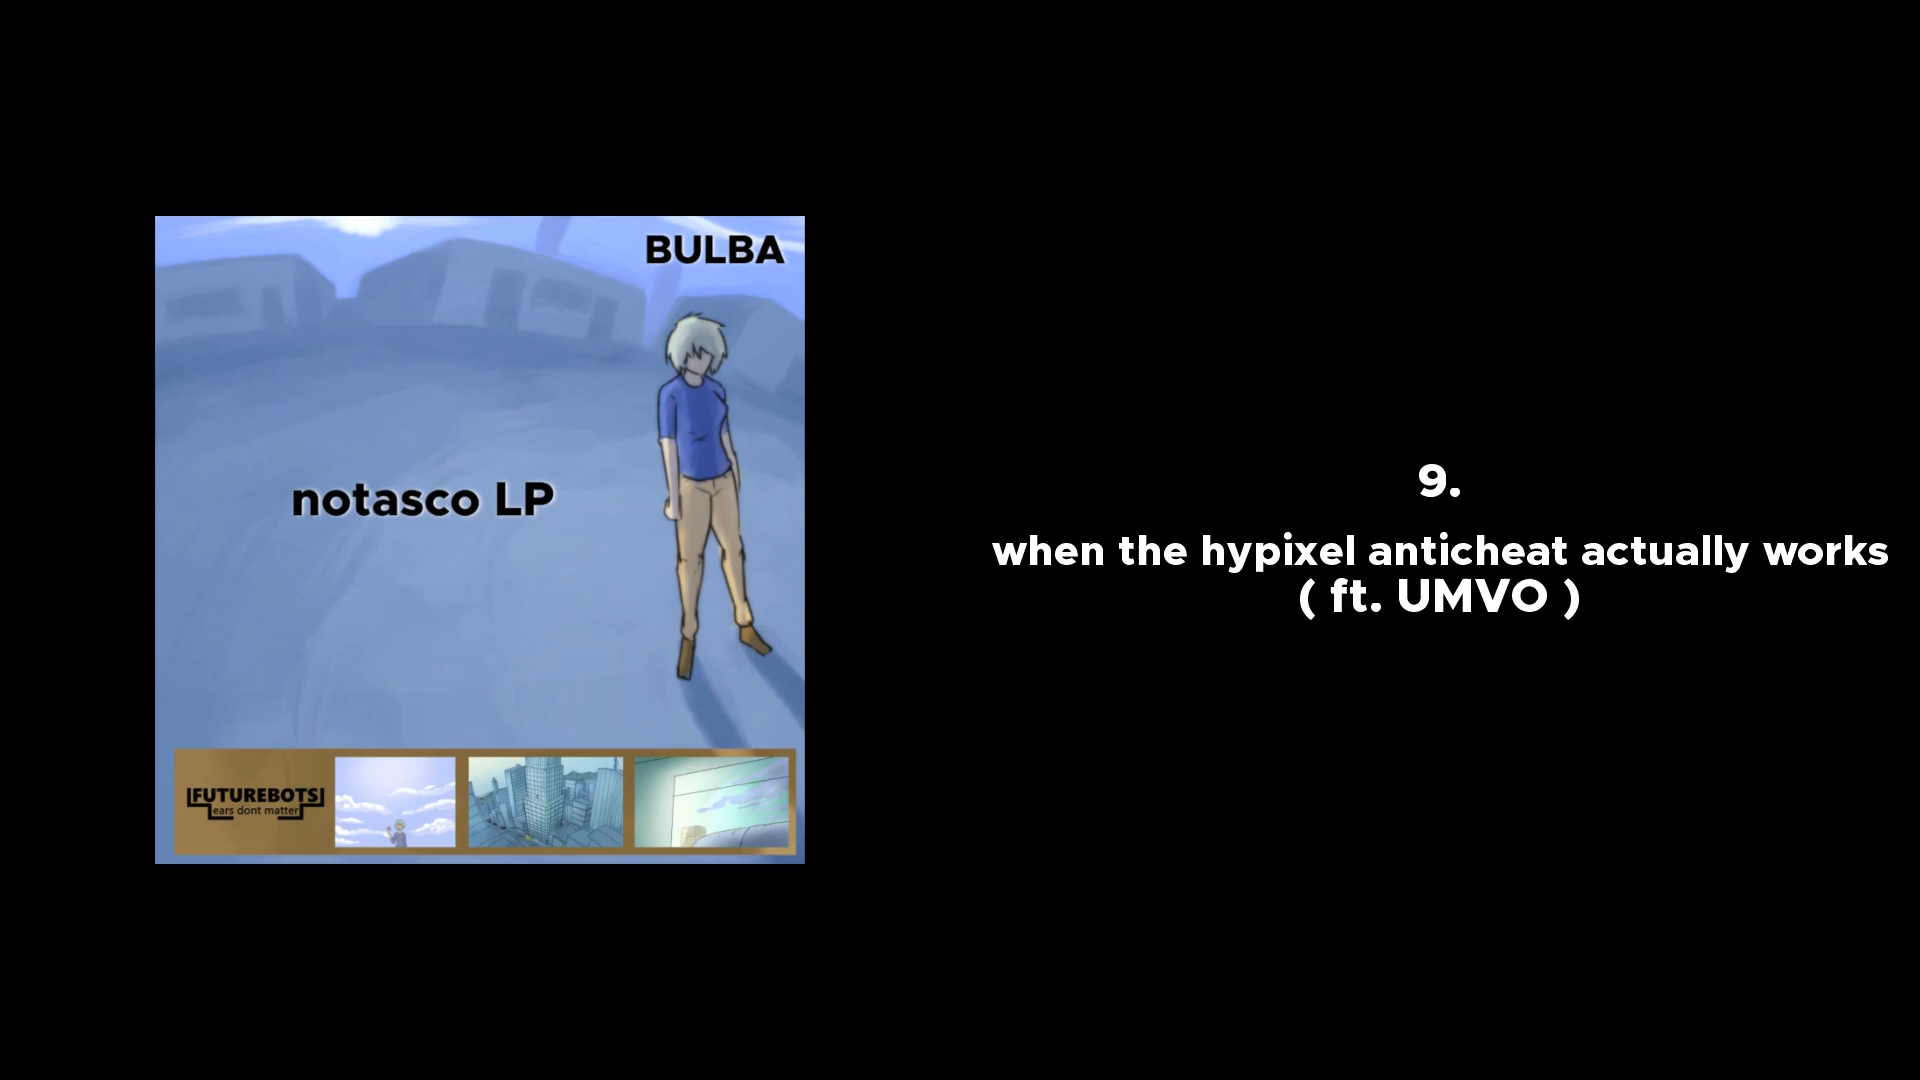 BULBA
notasco LP
FUTUREBOTS
ears dont matter
9.
when the hypixel anticheat actually works
( ft. UMVO )